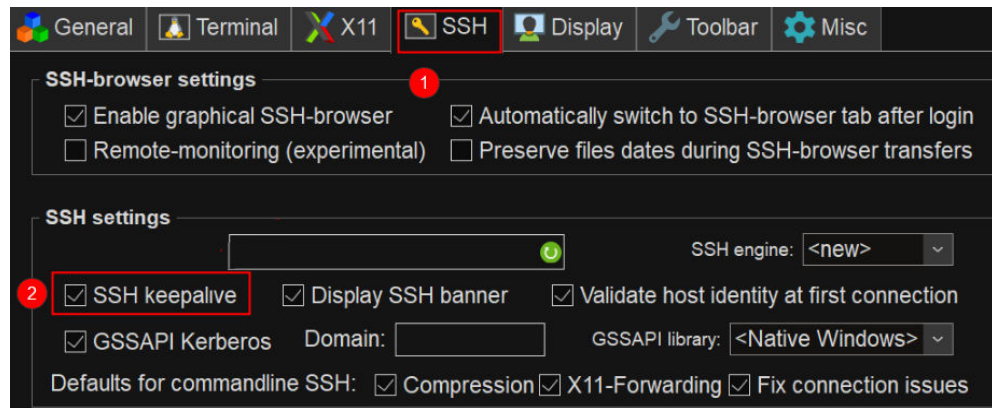 General Terminal X11 SSH Display Toolbar Misc
1
SSH-browser settings
Enable graphical SSH-browser Automatically switch to SSH-browser tab after login
Remote-monitoring (experimental) Preserve files dates during SSH-browser transfers
SSH settings
SSH engine: <new>
2 SSH keepalive Display SSH banner Validate host identity at first connection
GSSAPI Kerberos Domain: GSSAPI library: <Native Windows>
Defaults for commandline SSH: Compression X11-Forwarding Fix connection issues